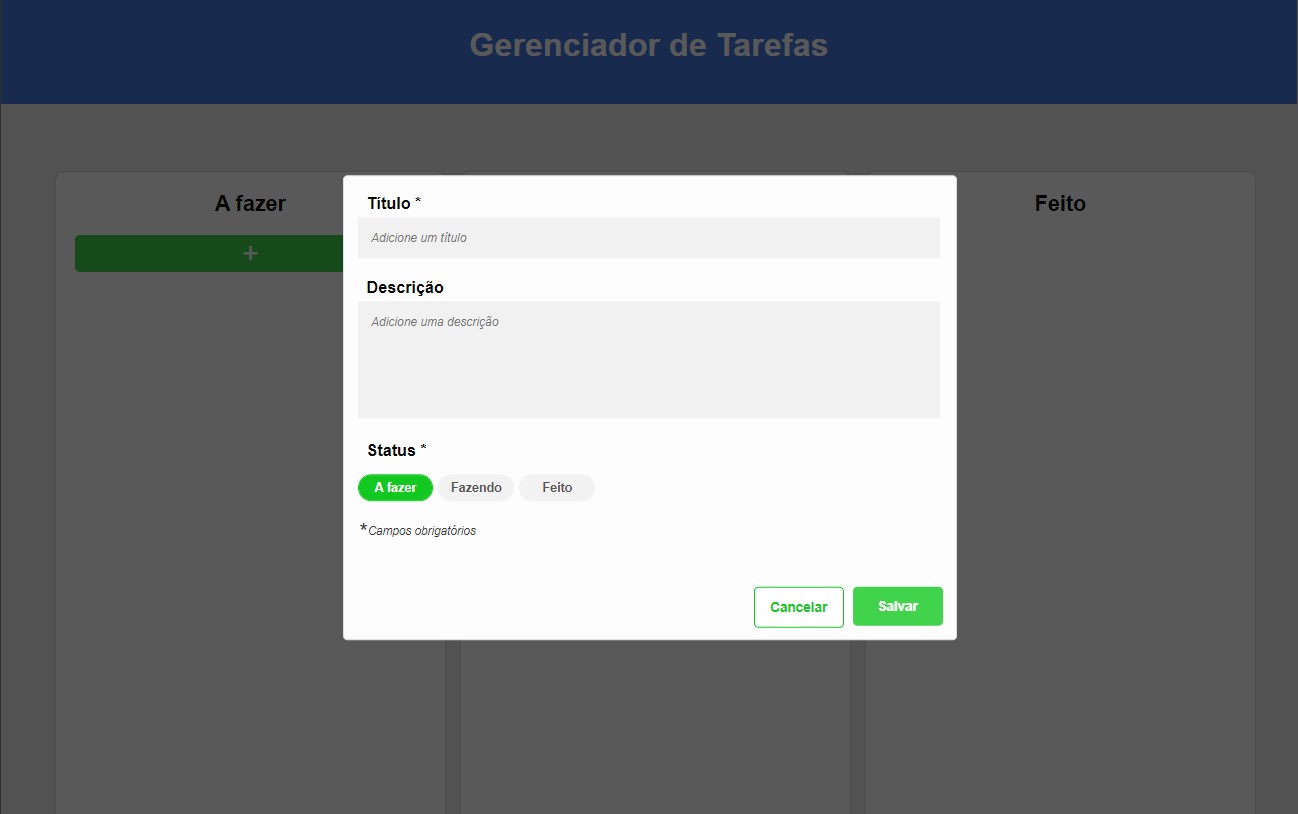 Gerenciador de Tarefas
A fazer
+
Feito
Título *
Adicione um título
Descrição
Adicione uma descrição
Status *
A fazer Fazendo Feito
*Campos obrigatórios
Cancelar Salvar